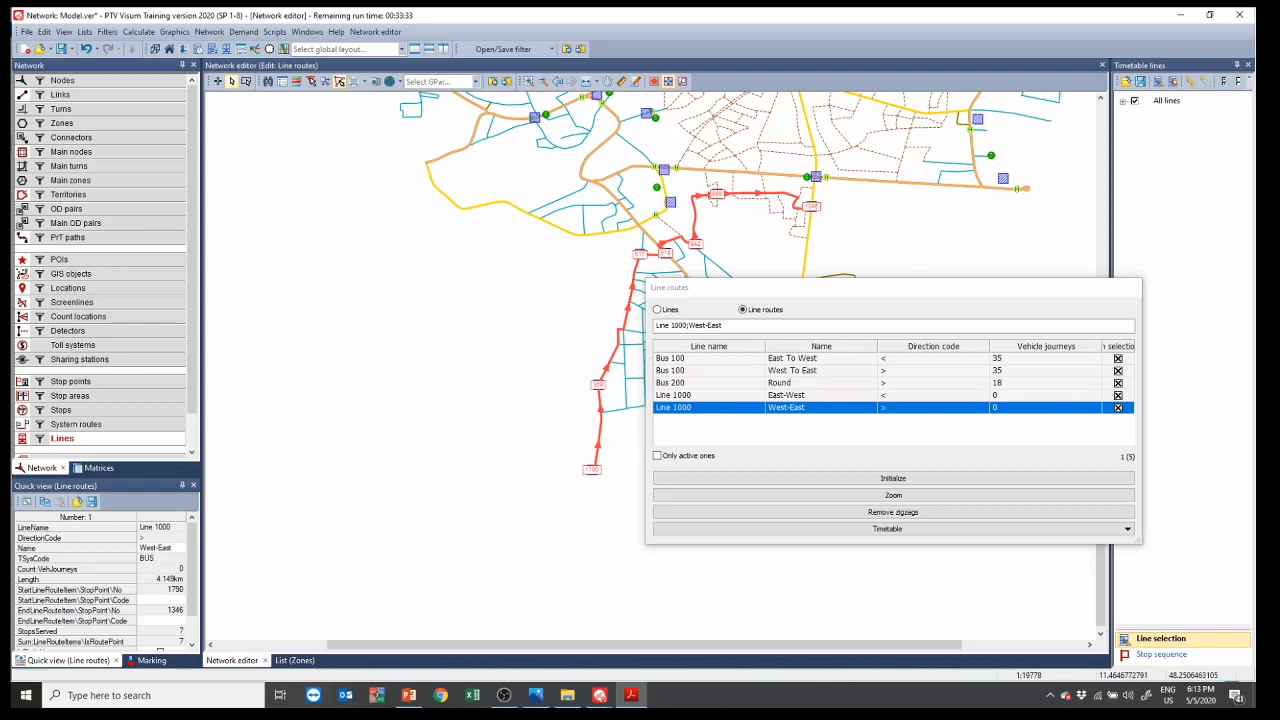 Network: Model.ver* - PTV Visum Training version 2020 (SP 1-8) - [Network editor] - Remaining run time: 00:33:33
File Edit View Lists Filters Calculate Graphics Network Demand Scripts Windows Help Network editor
Select global layout... Open/Save filter
Network
Network editor (Edit: Line routes)
Timetable lines
Select GPar...
Nodes
Links
Turns
Zones
Connectors
Main nodes
Main turns
Main zones
Territories
OD pairs
Main OD pairs
PrT paths
POIs
GIS objects
Locations
Screenlines
Count locations
Detectors
Toll systems
Sharing stations
Stop points
Stop areas
Stops
System routes
Lines
Network Matrices
All lines
1346
942
517
518
1790
Line routes
Lines Line routes
Line 1000;West-East
Line name Name Direction code Vehicle journeys n selectio
Bus 100 East To West < 35
Bus 100 West To East > 35
Bus 200 Round > 18
Line 1000 East-West < 0
Line 1000 West-East > 0
Only active ones 1 (5)
Initialize
Zoom
Remove zigzags
Timetable
Quick view (Line routes)
Number: 1
LineName Line 1000
DirectionCode >
Name West-East
TSysCode BUS
Count:VehJourneys 0
Length 4.149km
StartLineRouteItem\StopPoint\No 1790
StartLineRouteItem\StopPoint\Code
EndLineRouteItem\StopPoint\No 1346
EndLineRouteItem\StopPoint\Code
StopsServed 7
Sum:LineRouteItems\IsRoutePoint 7
Quick view (Line routes) Marking
Network editor List (Zones)
Line selection
Stop sequence
1:19778 11.4646772791 48.2506463105
Type here to search
ENG
US
6:13 PM
5/5/2020
41